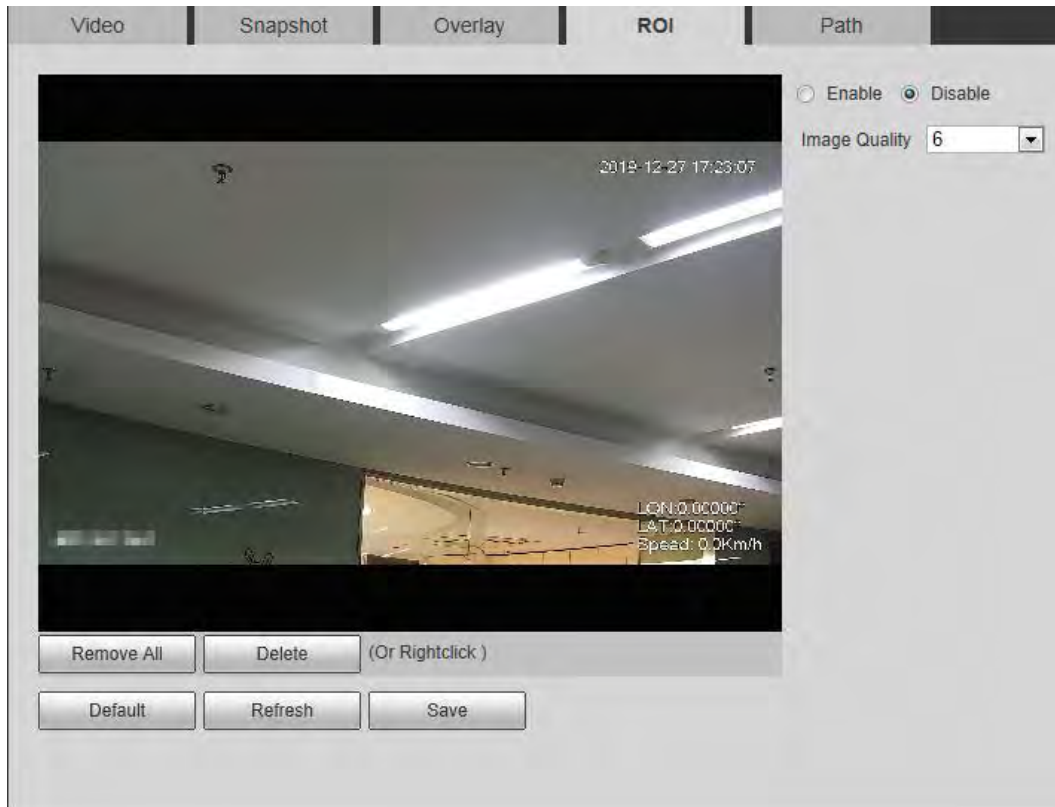 Video
Snapshot
Overlay
ROI
Path
Enable
Disable
Image Quality
6
2019-12-27 17:23:07
LON:0.00000°
LAT:0.00000°
Speed: 0.0Km/h
Remove All
Delete
(Or Rightclick )
Default
Refresh
Save